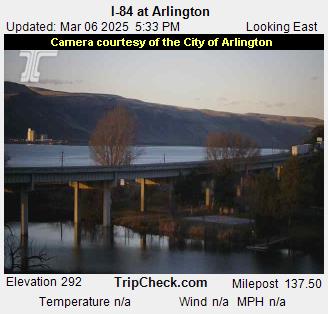 I-84 at Arlington
Updated: Mar 06 2025 5:33 PM Looking East
Camera courtesy of the City of Arlington
Elevation 292 TripCheck.com Milepost 137.50
Temperature n/a Wind n/a MPH n/a